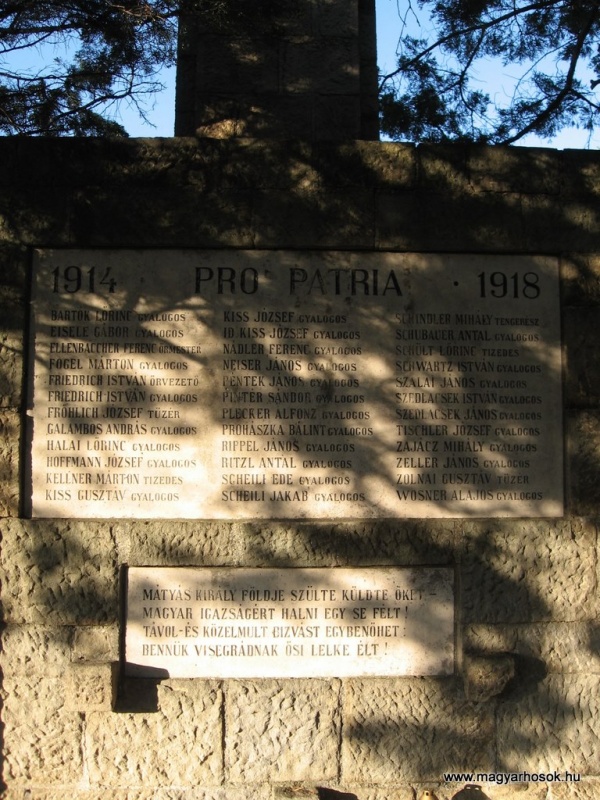 1914 · PRO PATRIA · 1918
BARTOK LŐRINC GYALOGOS
EISELE GÁBOR GYALOGOS
ELLENBACCHER FERENC ŐRMESTER
FOGEL MÁRTON GYALOGOS
FRIEDRICH ISTVÁN ŐRVEZETŐ
FRIEDRICH ISTVÁN GYALOGOS
FRÖHLICH JÓZSEF TÜZÉR
GALAMBOS ANDRÁS GYALOGOS
HALAI LŐRINC GYALOGOS
HOFFMANN JÓZSEF GYALOGOS
KELLNER MÁRTON TIZEDES
KISS GUSZTÁV GYALOGOS
KISS JÓZSEF GYALOGOS
ID KISS JÓZSEF GYALOGOS
NÁDLER FERENC GYALOGOS
NEISER JÁNOS GYALOGOS
PENTEK JÁNOS GYALOGOS
PINTÉR SÁNDOR GYALOGOS
PLECKER ALFONZ GYALOGOS
PROHÁSZKA BÁLINT GYALOGOS
RIPPEL JÁNOS GYALOGOS
RITZL ANTAL GYALOGOS
SCHEILI EDE GYALOGOS
SCHEILI JAKAB GYALOGOS
SCHINDLER MIHÁLY TENGERÉSZ
SCHUBAUER ANTAL GYALOGOS
SCHÜLT LŐRINC TIZEDES
SCHWARTZ ISTVÁN GYALOGOS
SZALAI JÁNOS GYALOGOS
SZEDLACSEK ISTVÁN GYALOGOS
SZEDLACSEK JÁNOS GYALOGOS
TISCHLER JÓZSEF GYALOGOS
ZAJÁCZ MIHÁLY GYALOGOS
ZELLER JÁNOS GYALOGOS
ZOLNAI GUSZTÁV TÜZÉR
WOSNER ALAJOS GYALOGOS
MÁTYÁS KIRÁLY FÖLDJE SZÜLTE KÜLDTE ŐKET –
MAGYAR IGAZSÁGÉRT HALNI EGY SE FÉLT!
TÁVOL- ÉS KÖZELMULT BIZVÁST EGYBENŐHET:
BENNÜK VISEGRÁDNAK ŐSI LELKE ÉLT!
www.magyarhosok.hu